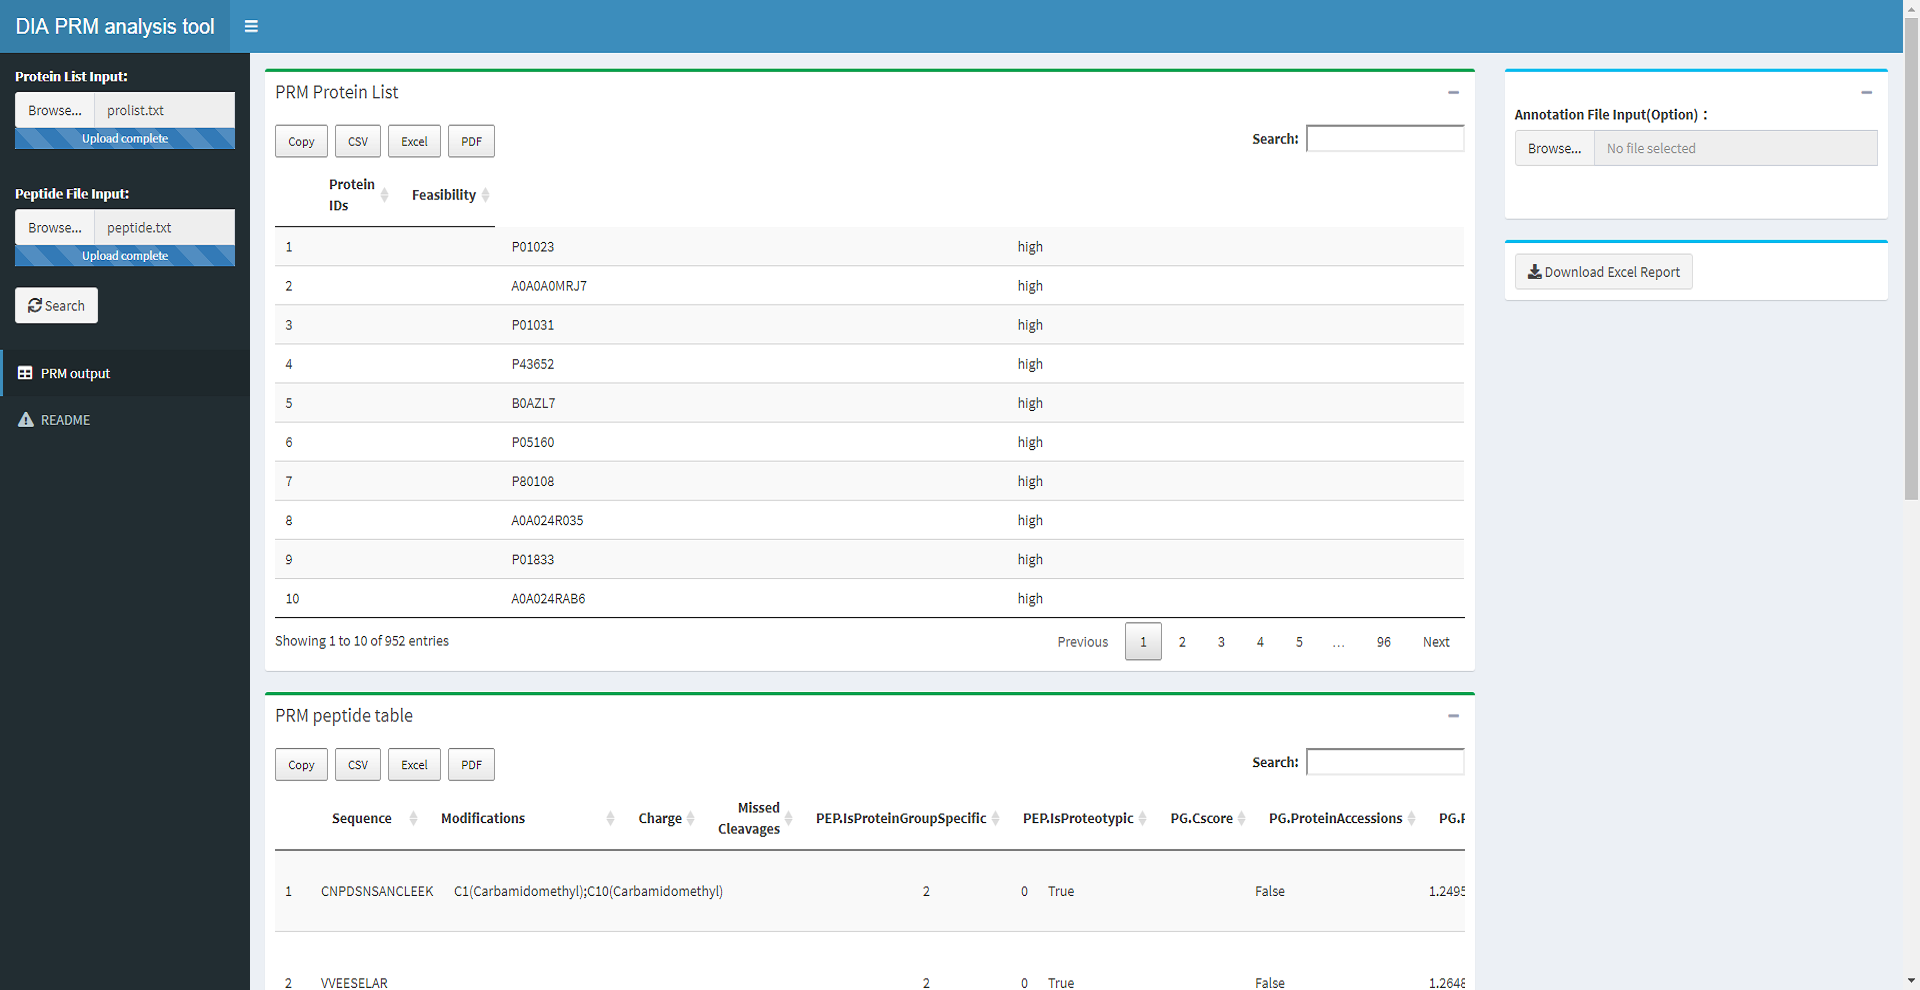 DIA PRM analysis tool
Protein List Input:
Browse... prolist.txt
Upload complete
Peptide File Input:
Browse... peptide.txt
Upload complete
Search
PRM output
README
PRM Protein List
Copy CSV Excel PDF
Search:
Protein IDs Feasibility
1 P01023 high
2 A0A0A0MRJ7 high
3 P01031 high
4 P43652 high
5 B0AZL7 high
6 P05160 high
7 P80108 high
8 A0A024R035 high
9 P01833 high
10 A0A024RAB6 high
Showing 1 to 10 of 952 entries
Previous 1 2 3 4 5 ... 96 Next
PRM peptide table
Copy CSV Excel PDF
Search:
Sequence Modifications Charge Missed Cleavages PEP.IsProteinGroupSpecific PEP.IsProteotypic PG.Cscore PG.ProteinAccessions PG.P
1 CNPDSNSANCLEEK C1(Carbamidomethyl);C10(Carbamidomethyl) 2 0 True False 1.2495
2 VVEESELAR 2 0 True False 1.2648
Annotation File Input(Option)：
Browse... No file selected
Download Excel Report